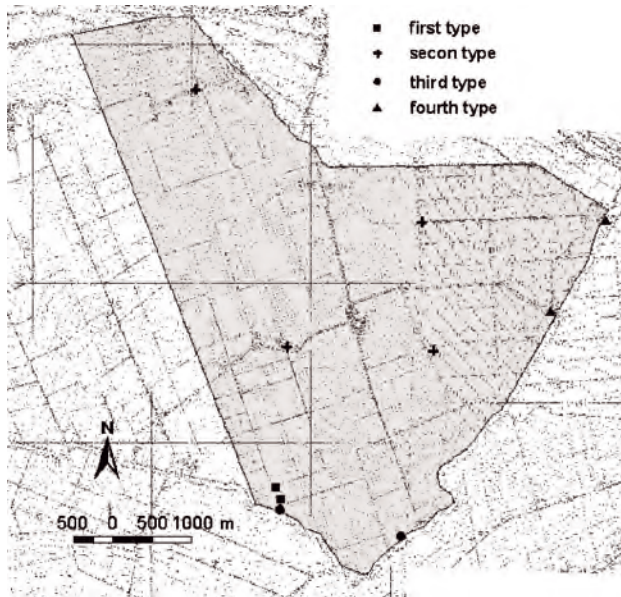 first type
secon type
third type
fourth type
N
500 0 500 1000 m